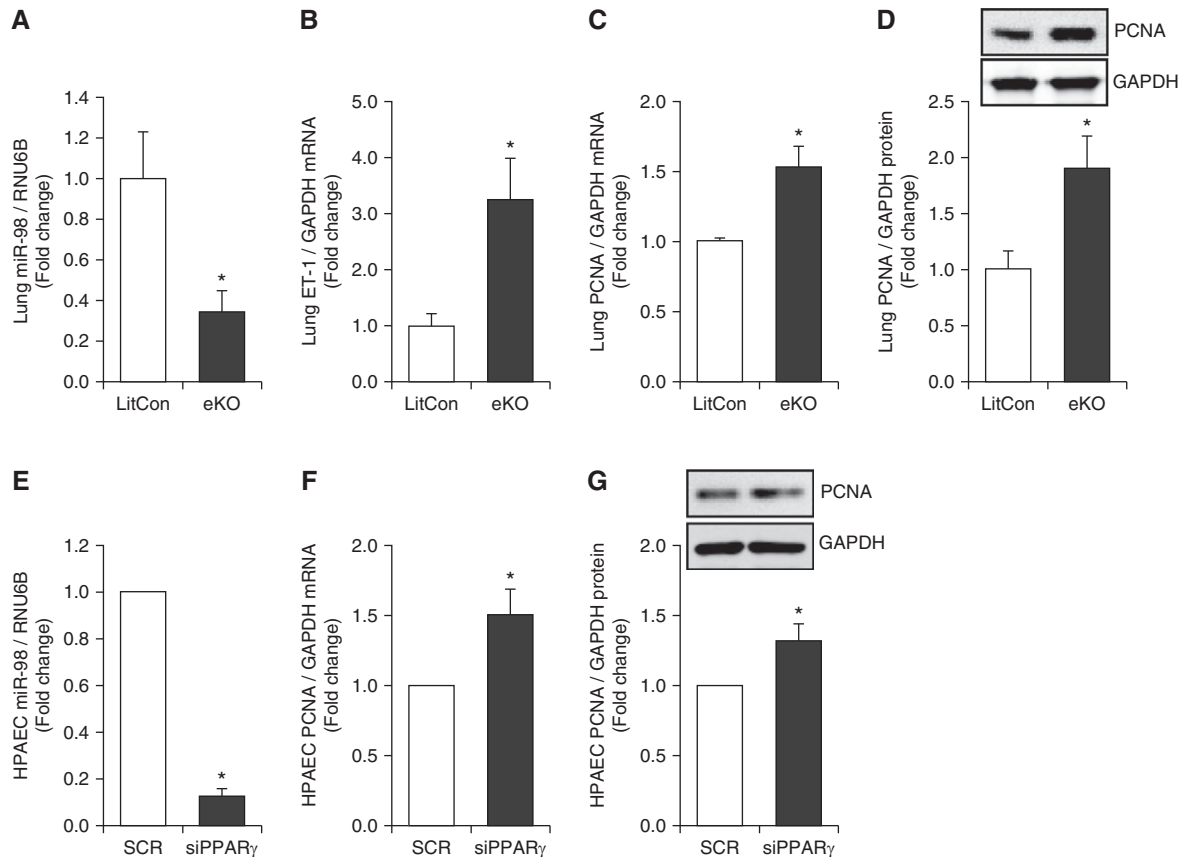 A
Lung miR-98 / RNU6B
(Fold change)
1.4
1.2
1.0
0.8
0.6
0.4
0.2
0.0
*
LitCon eKO
B
Lung ET-1 / GAPDH mRNA
(Fold change)
5.0
4.0
3.0
2.0
1.0
0.0
*
LitCon eKO
C
Lung PCNA / GAPDH mRNA
(Fold change)
2.0
1.5
1.0
0.5
0.0
*
LitCon eKO
D
PCNA
GAPDH
Lung PCNA / GAPDH protein
(Fold change)
2.5
2.0
1.5
1.0
0.5
0.0
*
LitCon eKO
E
HPAEC miR-98 / RNU6B
(Fold change)
1.2
1.0
0.8
0.6
0.4
0.2
0.0
*
SCR siPPARγ
F
HPAEC PCNA / GAPDH mRNA
(Fold change)
2.0
1.5
1.0
0.5
0.0
*
SCR siPPARγ
G
PCNA
GAPDH
HPAEC PCNA / GAPDH protein
(Fold change)
2.0
1.5
1.0
0.5
0.0
*
SCR siPPARγ